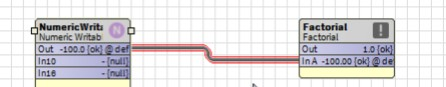 NumericWrit
Numeric Writab
N
Out -100.0 {ok} @ def
In10 - {null}
In16 - {null}
Factorial
Factorial
!
Out 1.0 {ok}
In A -100.00 {ok} @ de